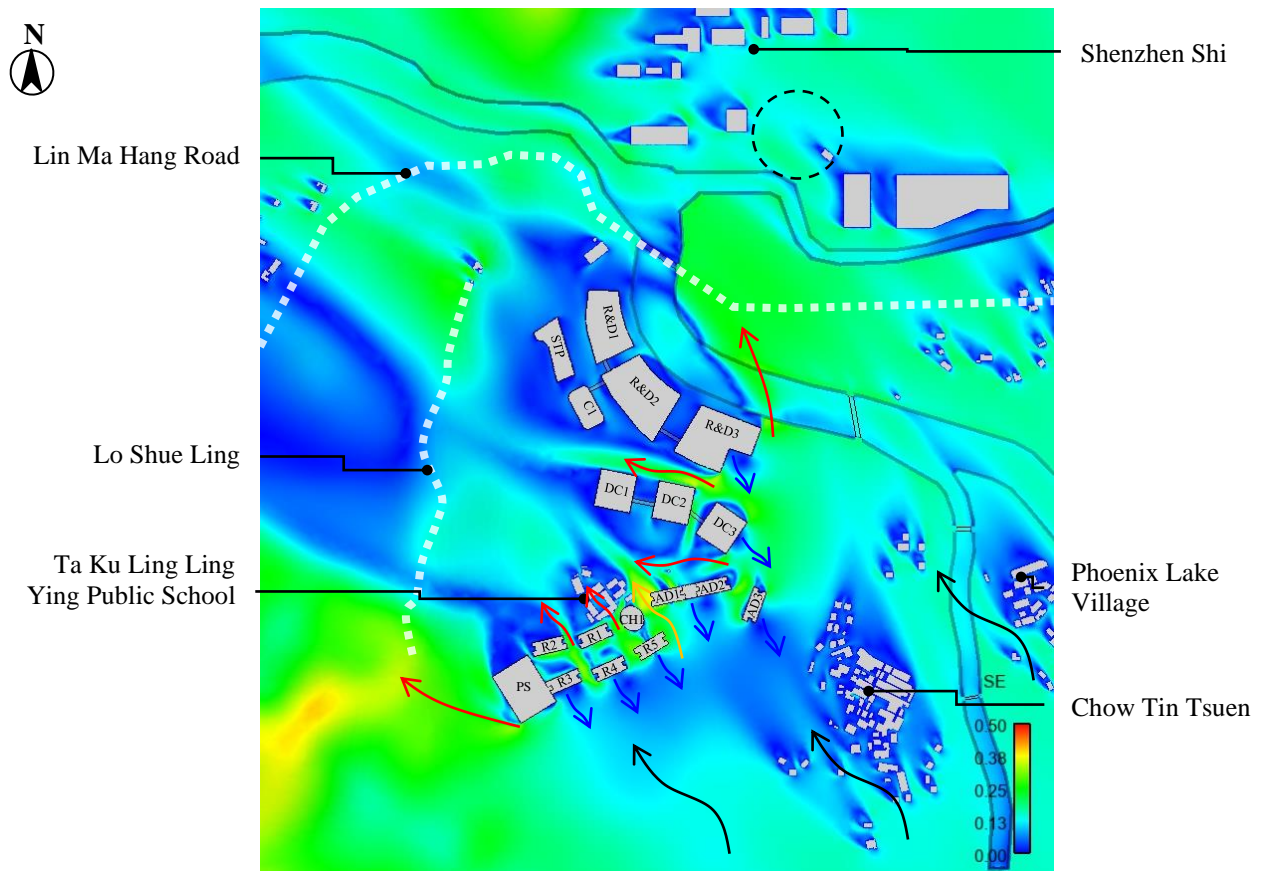 N
Shenzhen Shi
Lin Ma Hang Road
R&D1
STP
R&D2
C1
R&D3
Lo Shue Ling
DC1
DC2
DC3
Ta Ku Ling Ling
Ying Public School
Phoenix Lake
Village
AD1
AD2
AD3
CH1
R1
R2
R5
R4
R3
PS
SE
Chow Tin Tsuen
0.50
0.38
0.25
0.13
0.00